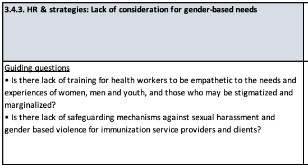 3.4.3. HR & strategies: Lack of consideration for gender-based needs
Guiding questions
• Is there lack of training for health workers to be empathetic to the needs and
experiences of women, men and youth, and those who may be stigmatized and
marginalized?
• Is there lack of safeguarding mechanisms against sexual harassment and
gender based violence for immunization service providers and clients?